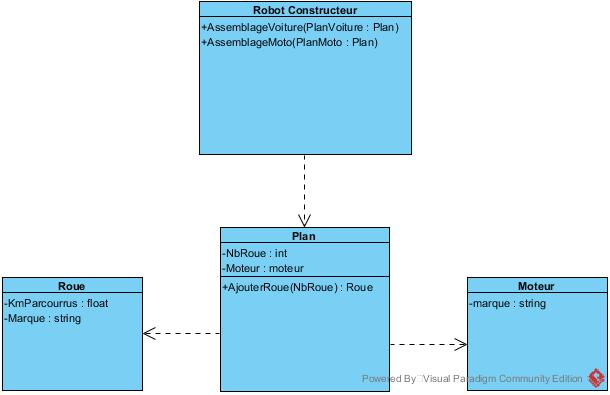 Robot Constructeur
+AssemblageVoiture(PlanVoiture : Plan)
+AssemblageMoto(PlanMoto : Plan)
Plan
-NbRoue : int
-Moteur : moteur
+AjouterRoue(NbRoue) : Roue
Roue
-KmParcourrus : float
-Marque : string
Moteur
-marque : string
Powered By Visual Paradigm Community Edition